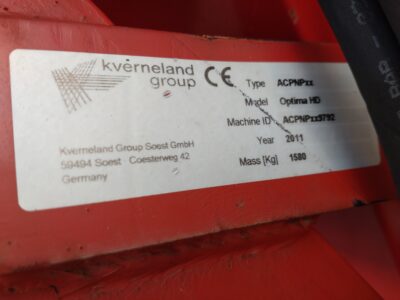 kverneland
group
CE
Type ACPNPxx
Model Optima HD
Machine ID ACPNPxx9792
Year 2011
Mass [Kg] 1580
Kverneland Group Soest GmbH
59494 Soest Coesterweg 42
Germany
BAR